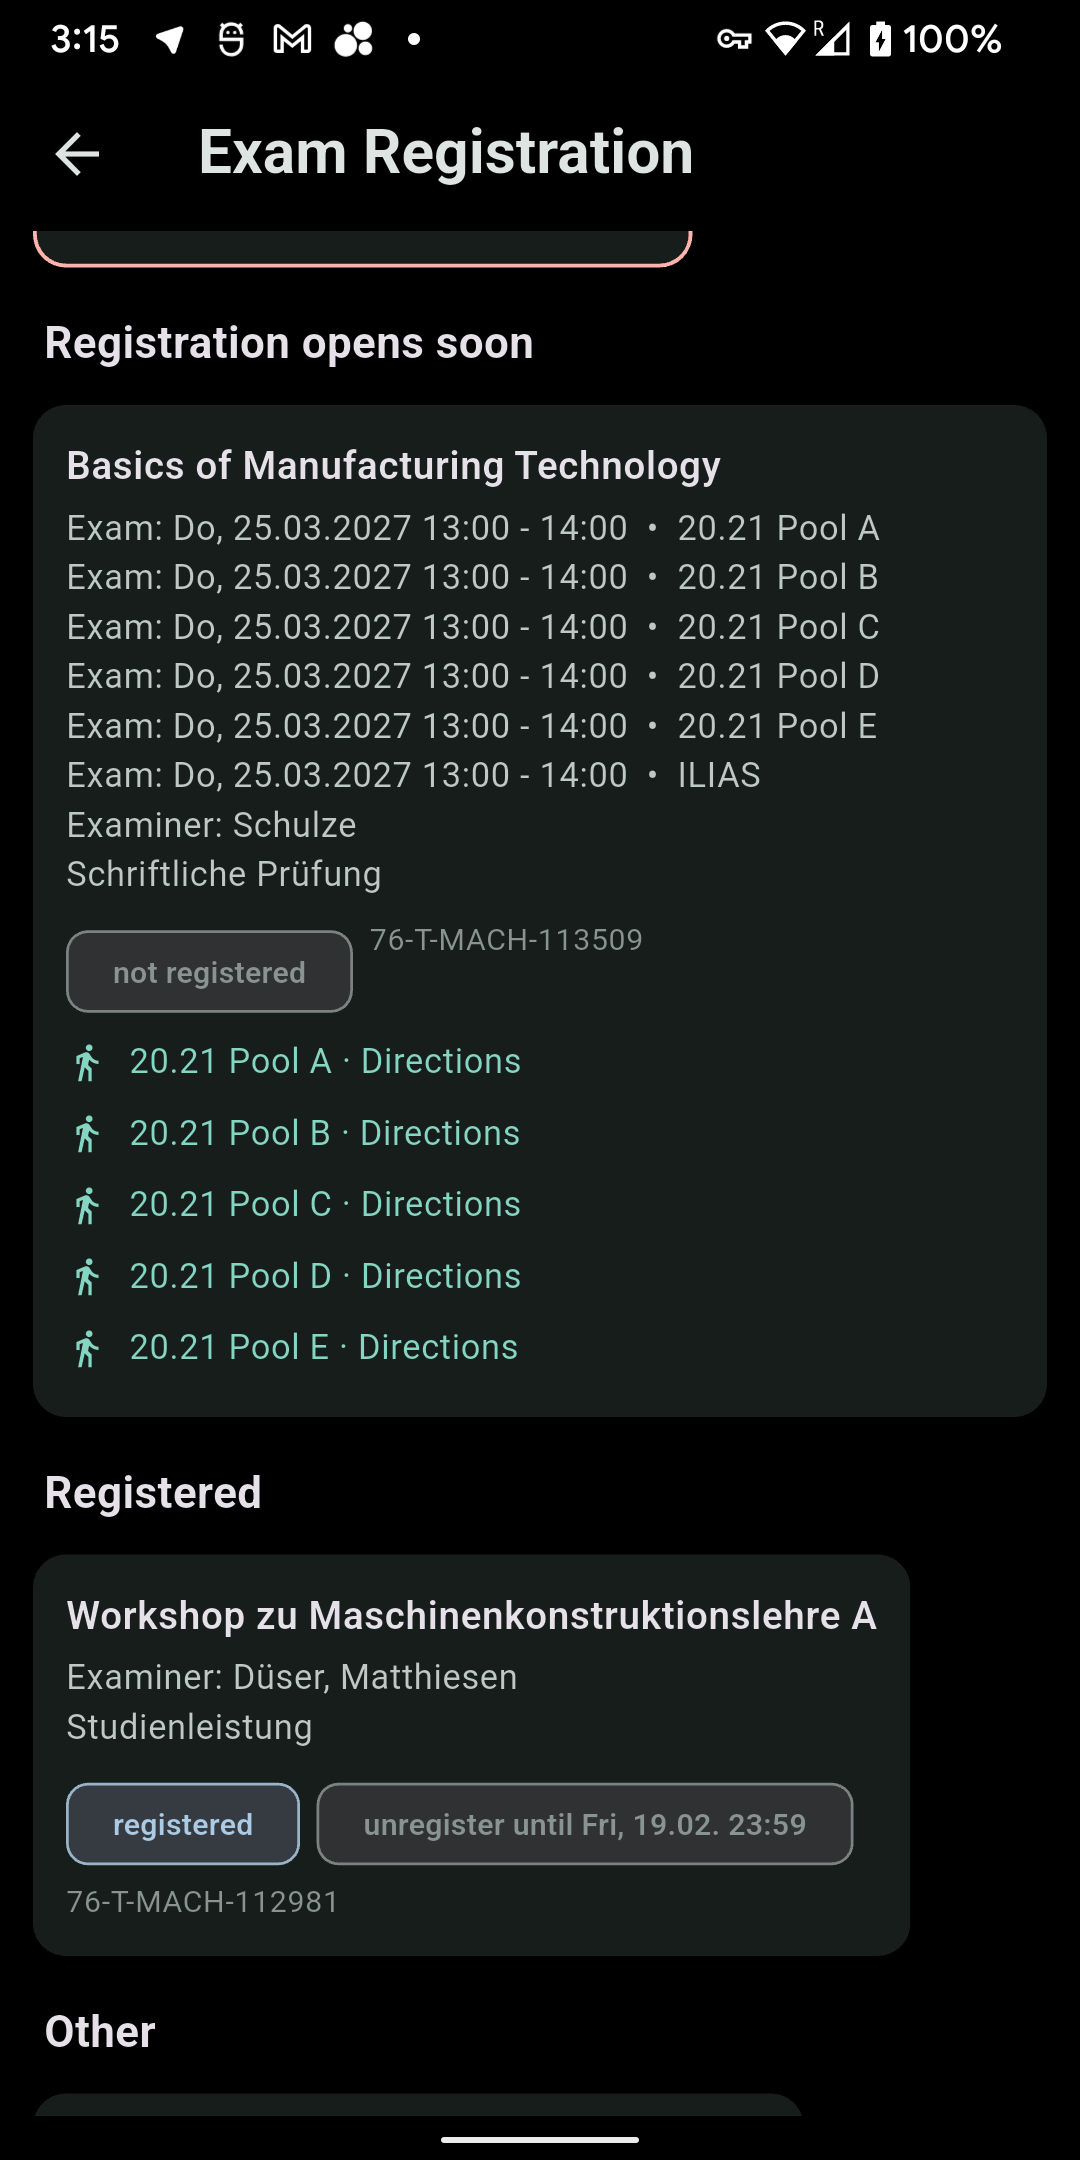 3:15
R
100%
Exam Registration
Registration opens soon
Basics of Manufacturing Technology
Exam: Do, 25.03.2027 13:00 - 14:00 • 20.21 Pool A
Exam: Do, 25.03.2027 13:00 - 14:00 • 20.21 Pool B
Exam: Do, 25.03.2027 13:00 - 14:00 • 20.21 Pool C
Exam: Do, 25.03.2027 13:00 - 14:00 • 20.21 Pool D
Exam: Do, 25.03.2027 13:00 - 14:00 • 20.21 Pool E
Exam: Do, 25.03.2027 13:00 - 14:00 • ILIAS
Examiner: Schulze
Schriftliche Prüfung
not registered
76-T-MACH-113509
20.21 Pool A · Directions
20.21 Pool B · Directions
20.21 Pool C · Directions
20.21 Pool D · Directions
20.21 Pool E · Directions
Registered
Workshop zu Maschinenkonstruktionslehre A
Examiner: Düser, Matthiesen
Studienleistung
registered
unregister until Fri, 19.02. 23:59
76-T-MACH-112981
Other